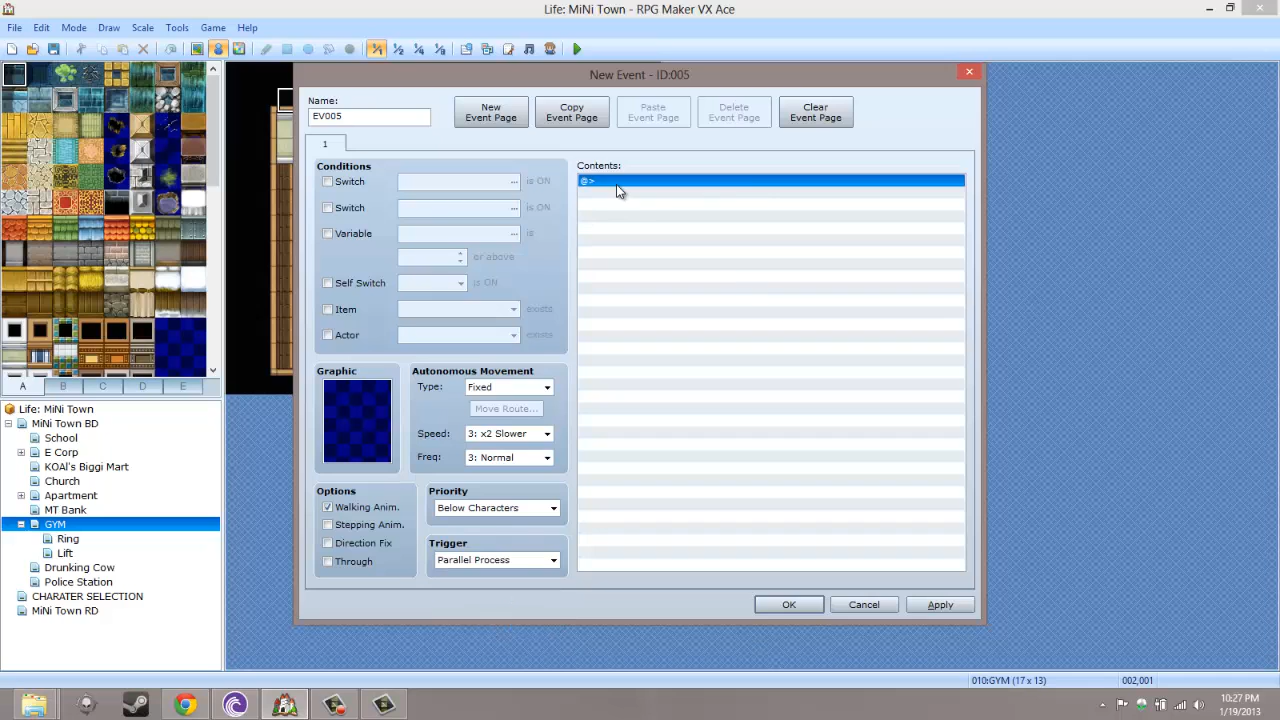 Life: MiNi Town - RPG Maker VX Ace
File Edit Mode Draw Scale Tools Game Help
New Event - ID:005
Name:
EV005
New Event Page
Copy Event Page
Paste Event Page
Delete Event Page
Clear Event Page
1
Conditions
Switch ... is ON
Switch ... is ON
Variable ... is
or above
Self Switch is ON
Item exists
Actor exists
Graphic
Autonomous Movement
Type: Fixed
Move Route...
Speed: 3: x2 Slower
Freq: 3: Normal
Options
Walking Anim.
Stepping Anim.
Direction Fix
Through
Priority
Below Characters
Trigger
Parallel Process
Contents:
@>
OK Cancel Apply
A B C D E
Life: MiNi Town
MiNi Town BD
School
E Corp
KOAl's Biggi Mart
Church
Apartment
MT Bank
GYM
Ring
Lift
Drunking Cow
Police Station
CHARATER SELECTION
MiNi Town RD
010:GYM (17 x 13) 002,001
10:27 PM
1/19/2013